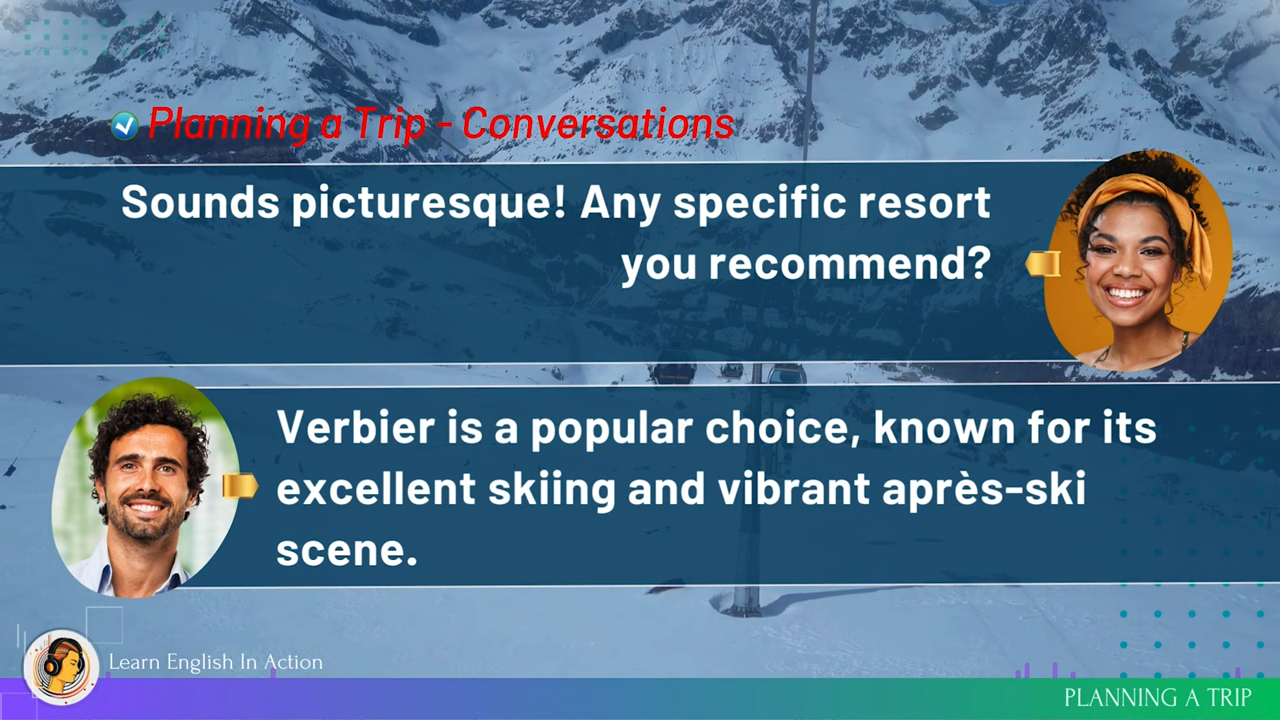 Planning a Trip - Conversations
Sounds picturesque! Any specific resort
you recommend?
Verbier is a popular choice, known for its
excellent skiing and vibrant après-ski
scene.
Learn English In Action
PLANNING A TRIP